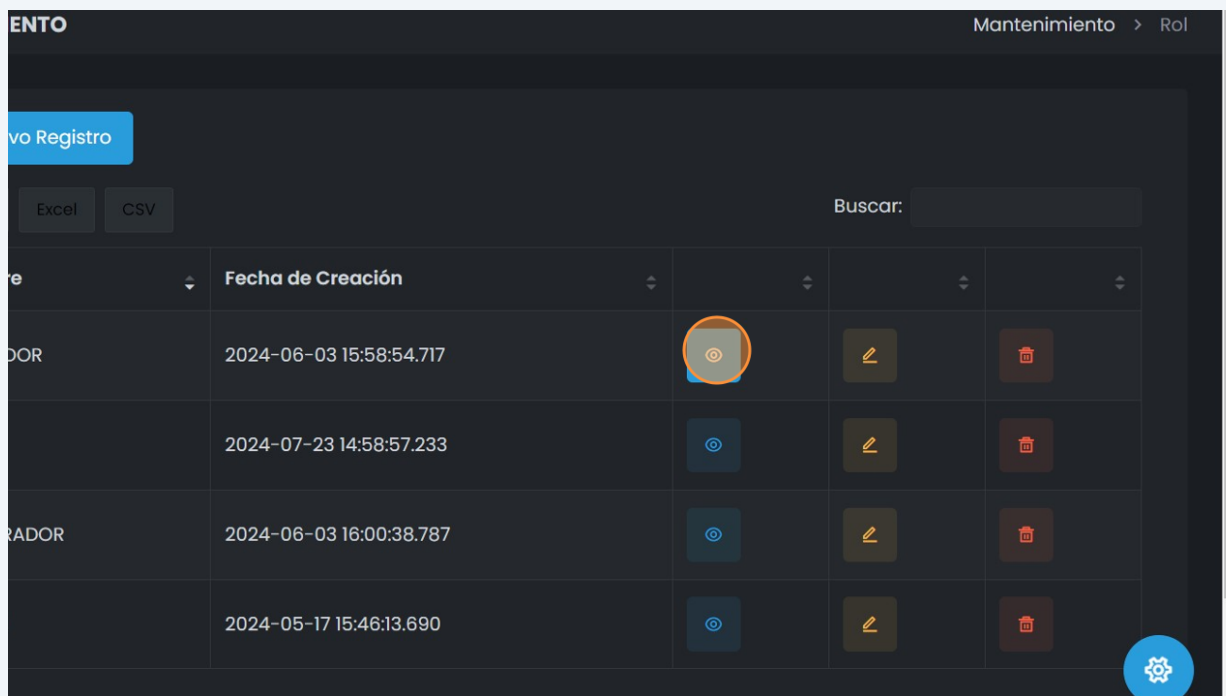 ENTO
Mantenimiento > Rol
vo Registro
Excel CSV
Buscar:
re Fecha de Creación
DOR 2024-06-03 15:58:54.717
2024-07-23 14:58:57.233
RADOR 2024-06-03 16:00:38.787
2024-05-17 15:46:13.690